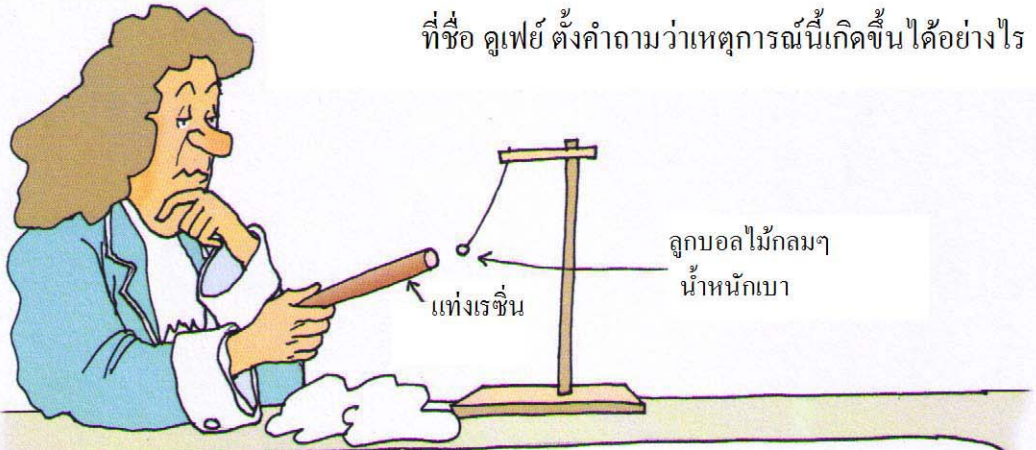 ที่ชื่อ ดูเฟย์ ตั้งคำถามว่าเหตุการณ์นี้เกิดขึ้นได้อย่างไร
ลูกบอลไม้กลมๆ
น้ำหนักเบา
แท่งเรซิ่น